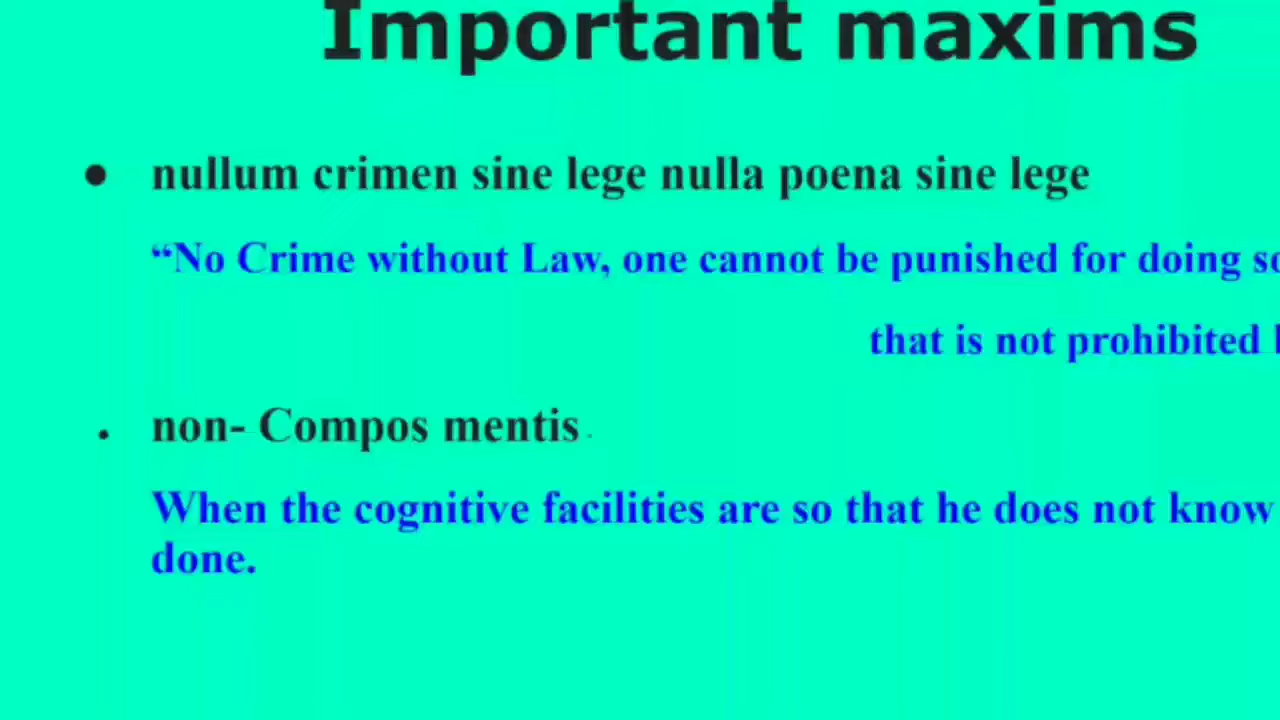 Important maxims
• nullum crimen sine lege nulla poena sine lege
“No Crime without Law, one cannot be punished for doing
that is not prohibited
• non- Compos mentis
When the cognitive facilities are so that he does not know
done.